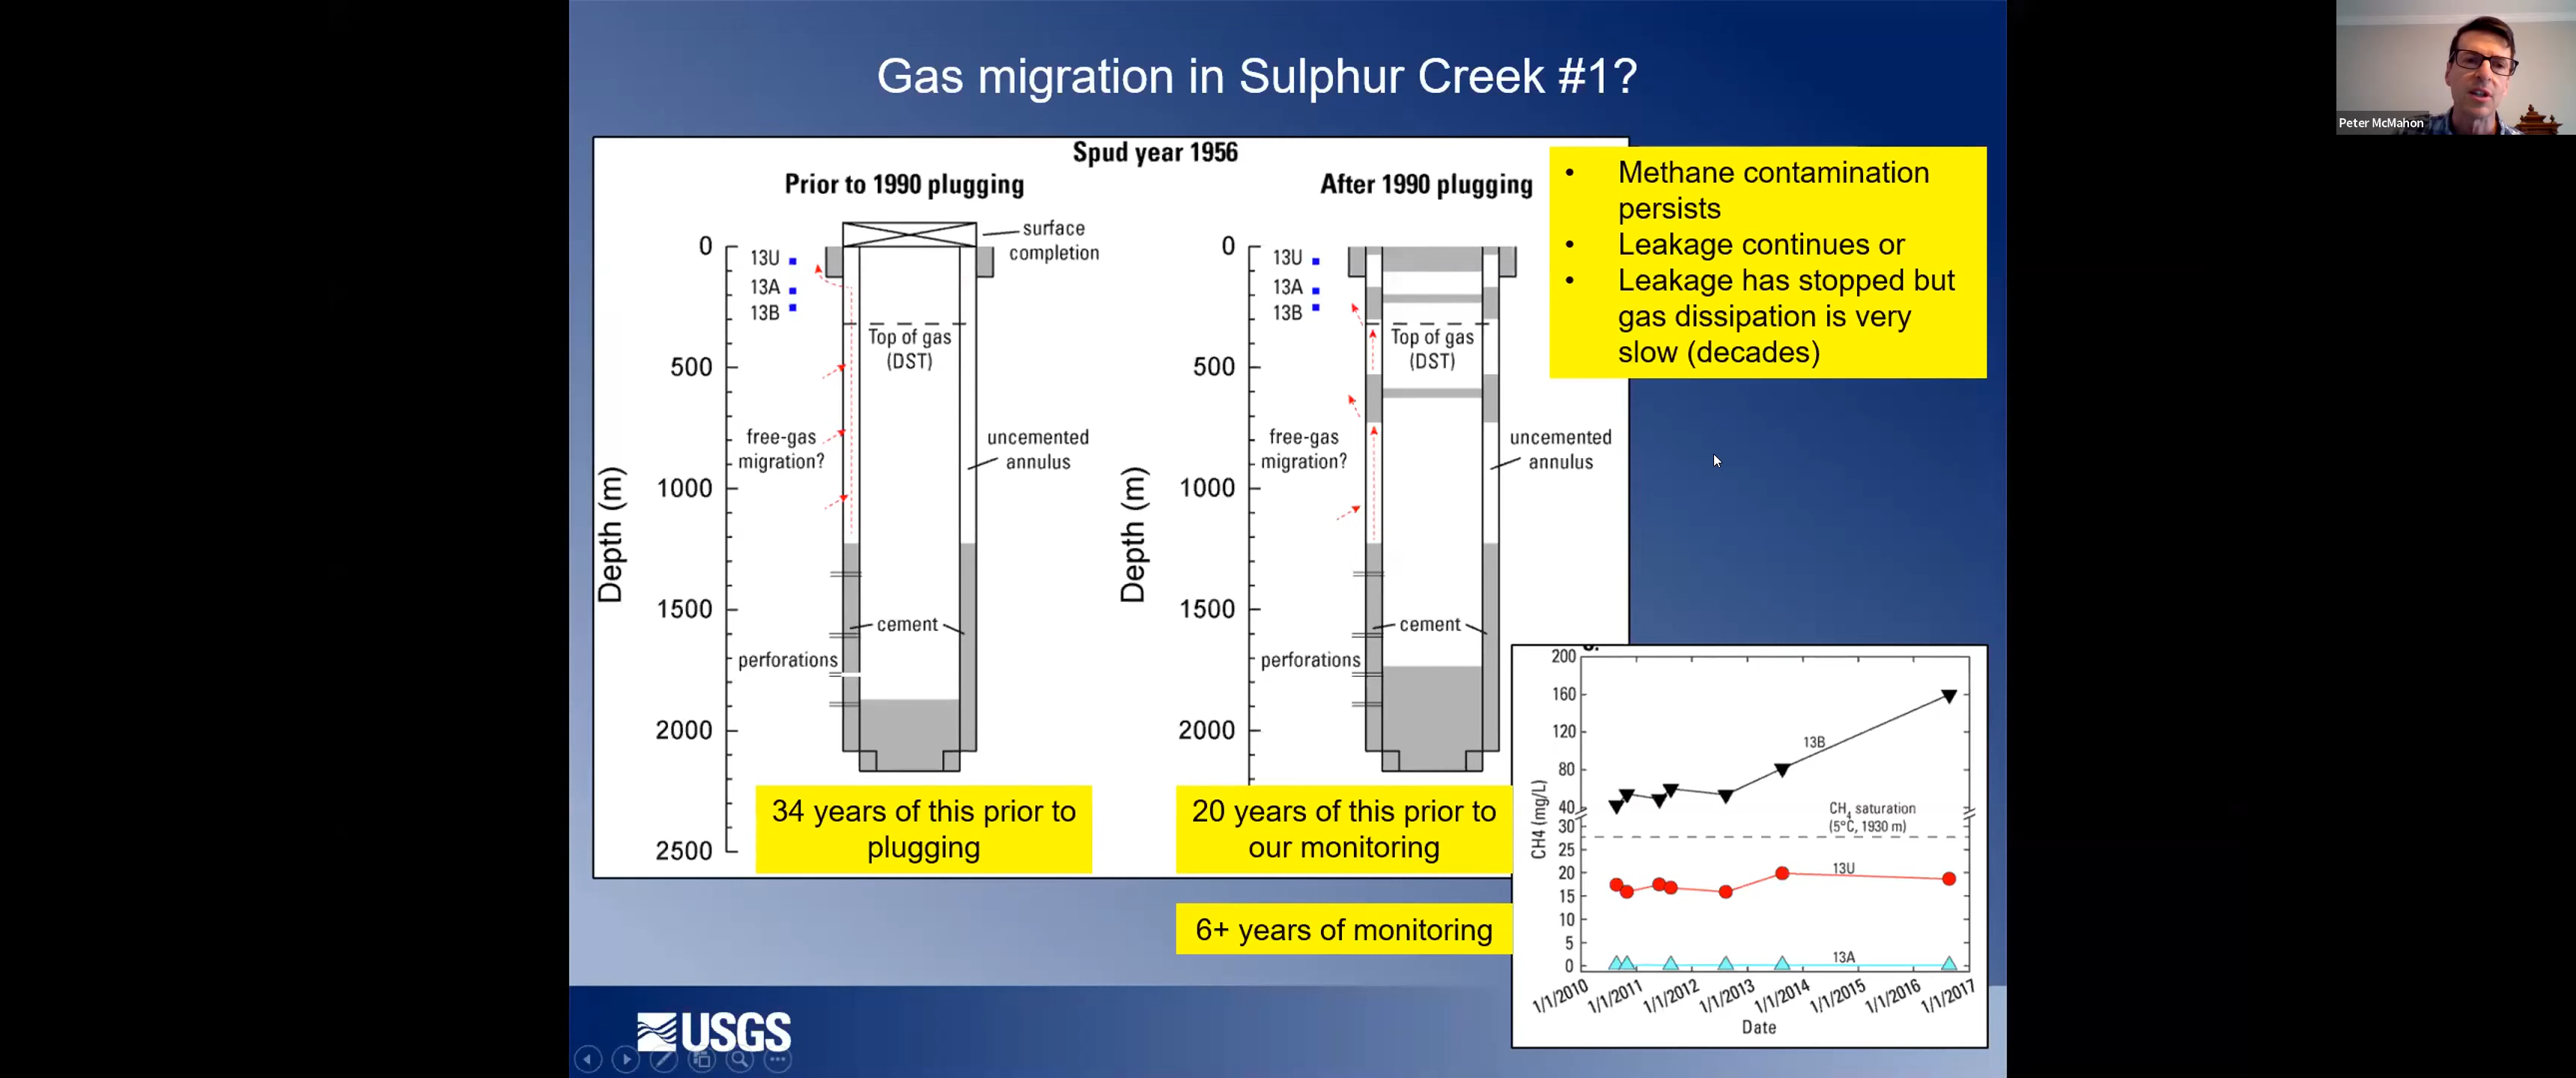 Gas migration in Sulphur Creek #1?
Peter McMahon
Spud year 1956
Prior to 1990 plugging
surface
completion
0
500
1000
1500
2000
2500
Depth (m)
13U
13A
13B
Top of gas
(DST)
free-gas
migration?
uncemented
annulus
cement
perforations
34 years of this prior to
plugging
After 1990 plugging
0
500
1000
1500
2000
Depth (m)
13U
13A
13B
Top of gas
(DST)
free-gas
migration?
uncemented
annulus
cement
perforations
20 years of this prior to
our monitoring
6+ years of monitoring
• Methane contamination
persists
• Leakage continues or
• Leakage has stopped but
gas dissipation is very
slow (decades)
200
160
120
80
40
30
25
20
15
10
5
0
CH4 (mg/L)
13B
CH4 saturation
(5°C, 1930 m)
13U
13A
1/1/2010
1/1/2011
1/1/2012
1/1/2013
1/1/2014
1/1/2015
1/1/2016
1/1/2017
Date
USGS